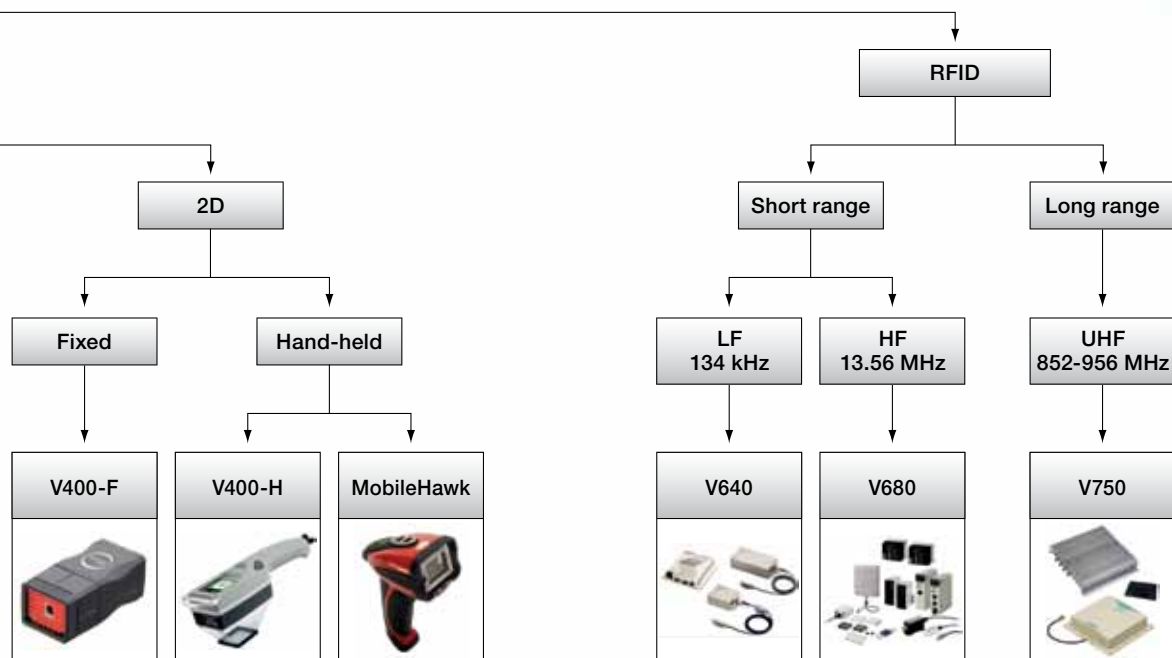 RFID
2D
Short range
Long range
Fixed
Hand-held
LF
134 kHz
HF
13.56 MHz
UHF
852-956 MHz
V400-F
V400-H
MobileHawk
V640
V680
V750